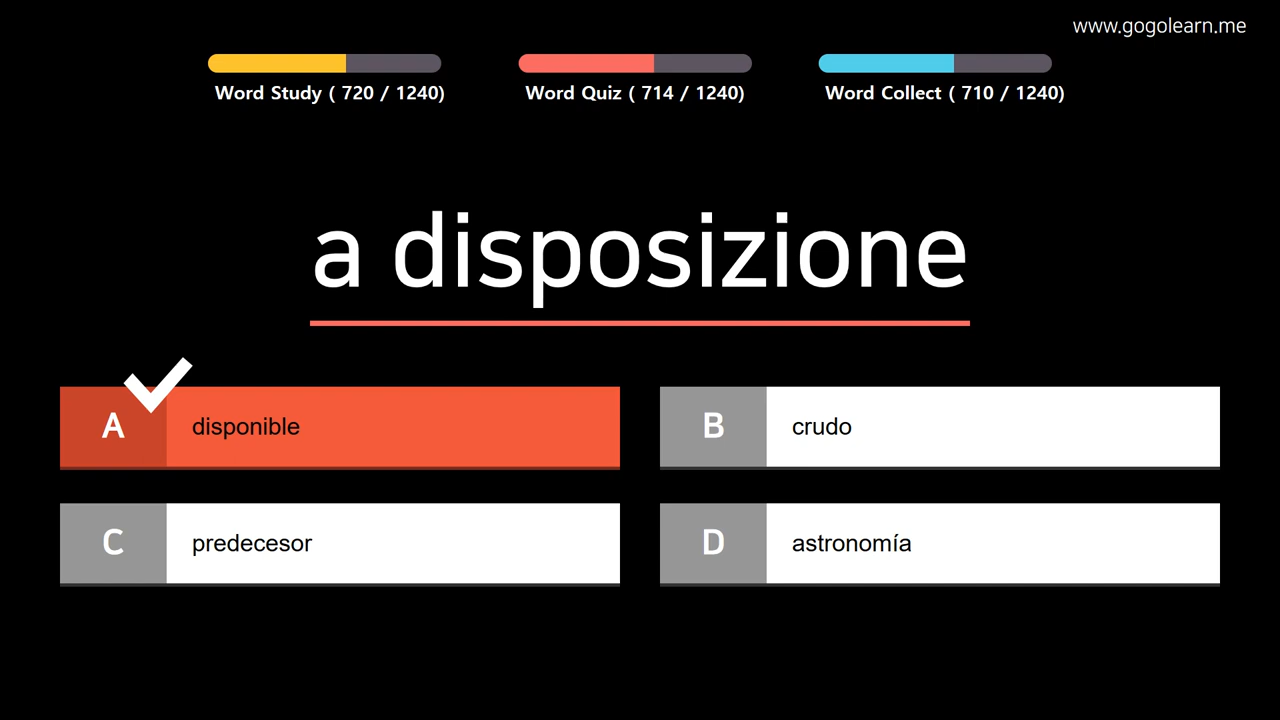 www.gogolearn.me
Word Study ( 720 / 1240)
Word Quiz ( 714 / 1240)
Word Collect ( 710 / 1240)
a disposizione
A disponible
B crudo
C predecesor
D astronomía